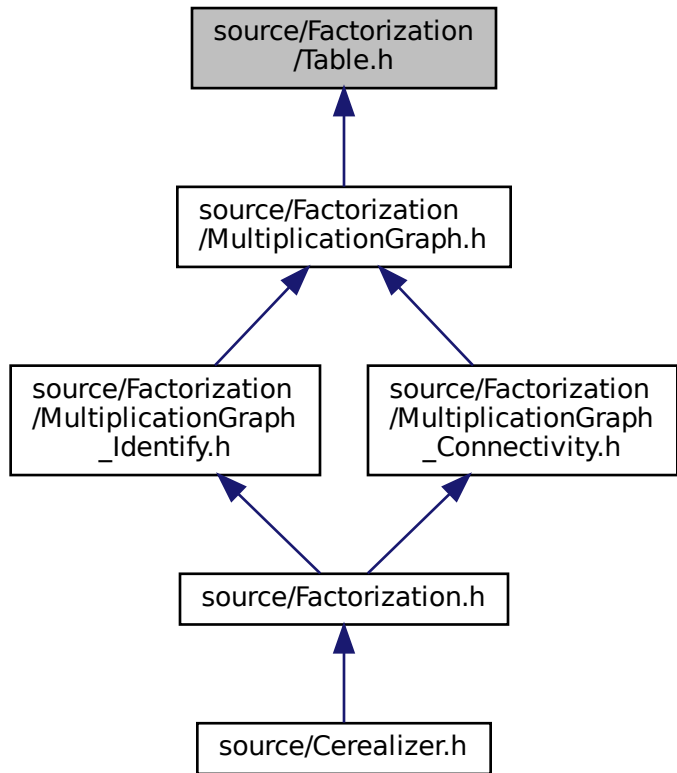 source/Factorization
/Table.h
source/Factorization
/MultiplicationGraph.h
source/Factorization
/MultiplicationGraph
_Identify.h
source/Factorization
/MultiplicationGraph
_Connectivity.h
source/Factorization.h
source/Cerealizer.h